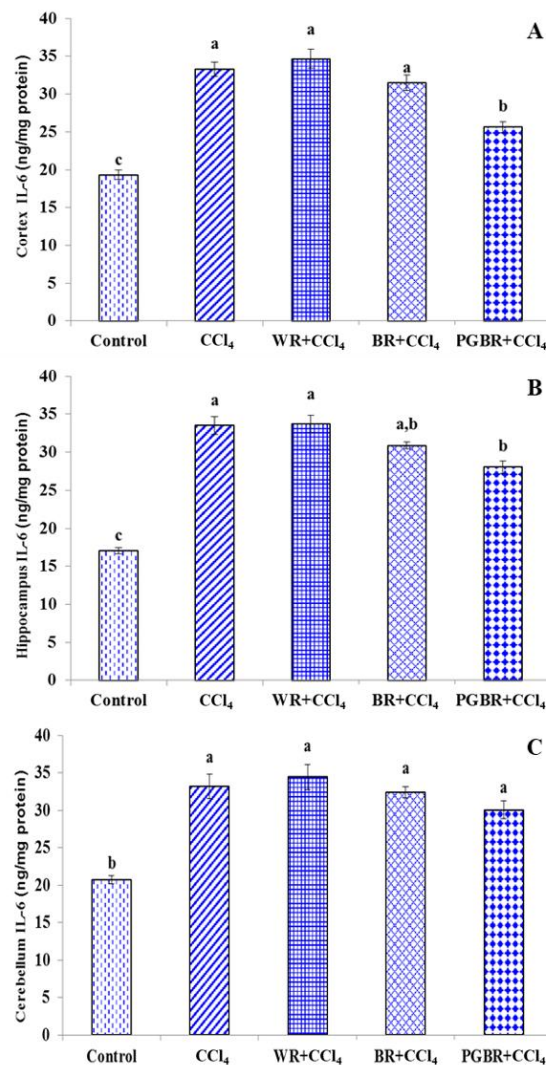 A
Cortex IL-6 (ng/mg protein)
40
35
30
25
20
15
10
5
0
c
a
a
a
b
Control CCl₄ WR+CCl₄ BR+CCl₄ PGBR+CCl₄
B
Hippocampus IL-6 (ng/mg protein)
40
35
30
25
20
15
10
5
0
c
a
a
a,b
b
Control CCl₄ WR+CCl₄ BR+CCl₄ PGBR+CCl₄
C
Cerebellum IL-6 (ng/mg protein)
40
35
30
25
20
15
10
5
0
b
a
a
a
a
Control CCl₄ WR+CCl₄ BR+CCl₄ PGBR+CCl₄